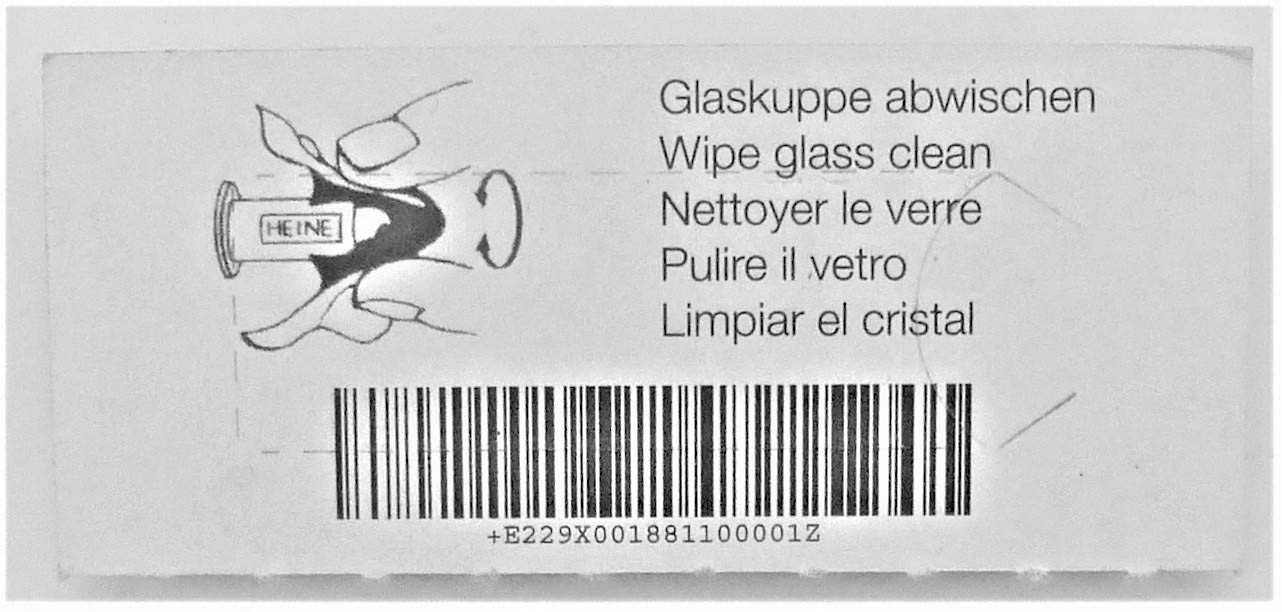 HEINE
Glaskuppe abwischen
Wipe glass clean
Nettoyer le verre
Pulire il vetro
Limpiar el cristal
+E229X001881100001Z